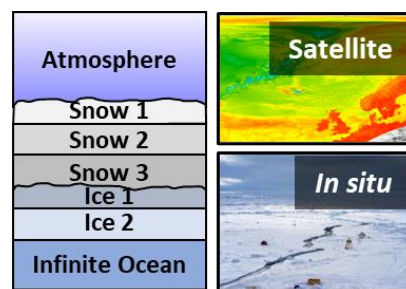 Atmosphere
Snow 1
Snow 2
Snow 3
Ice 1
Ice 2
Infinite Ocean
Satellite
In situ